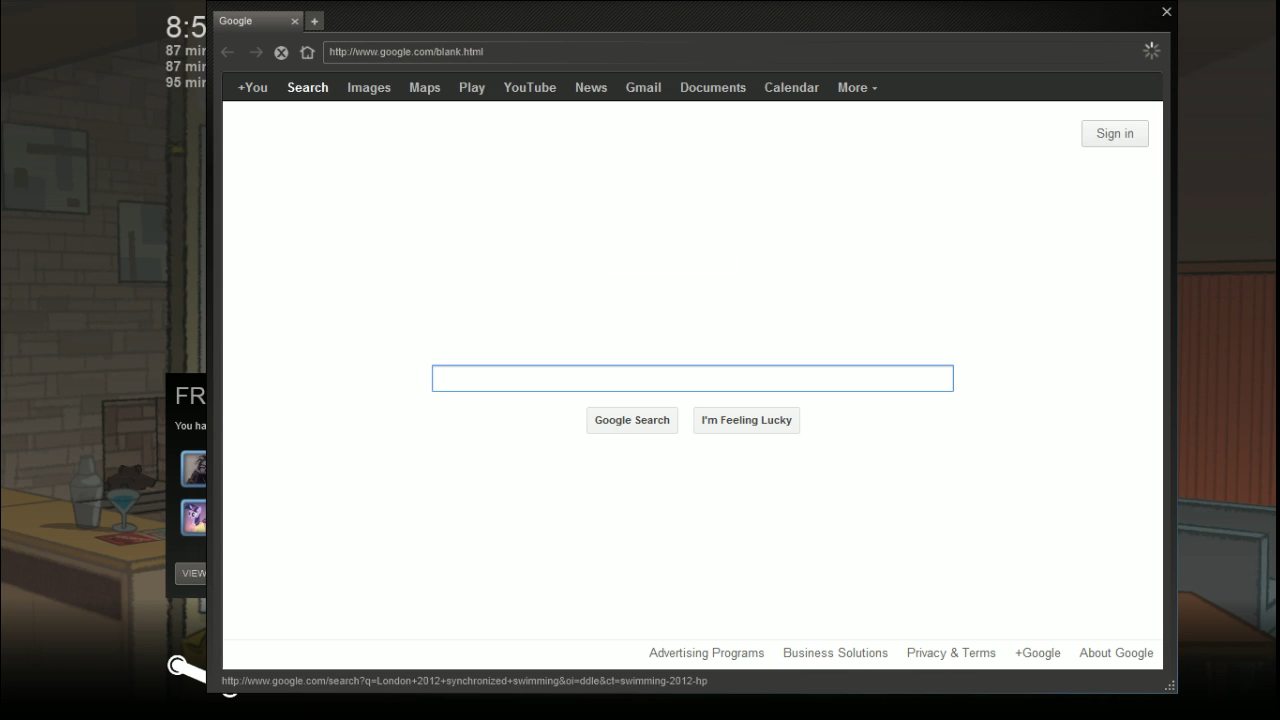 Google
8:5
http://www.google.com/blank.html
87 min
87 min
95 min
+You Search Images Maps Play YouTube News Gmail Documents Calendar More
Sign in
Google Search I'm Feeling Lucky
FR
You ha
VIEW
Advertising Programs Business Solutions Privacy & Terms +Google About Google
http://www.google.com/search?q=London+2012+synchronized+swimming&oi=ddle&ct=swimming-2012-hp